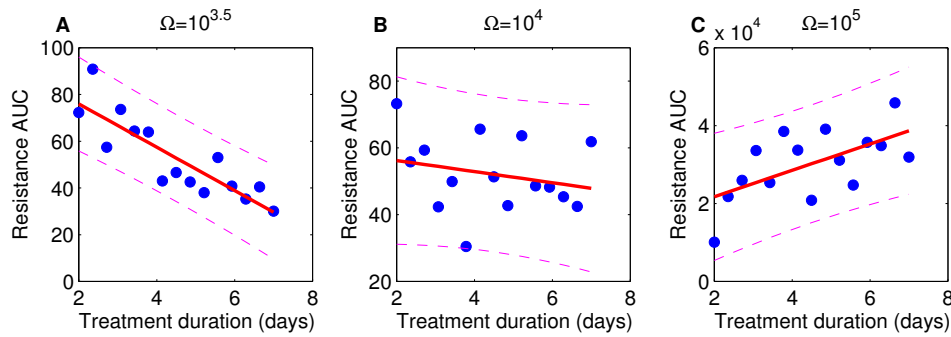 A
Ω=10^3.5
Resistance AUC
100
80
60
40
20
0
2
4
6
8
Treatment duration (days)
B
Ω=10^4
Resistance AUC
80
60
40
20
2
4
6
8
Treatment duration (days)
C
Ω=10^5
x 10^4
Resistance AUC
6
4
2
0
2
4
6
8
Treatment duration (days)